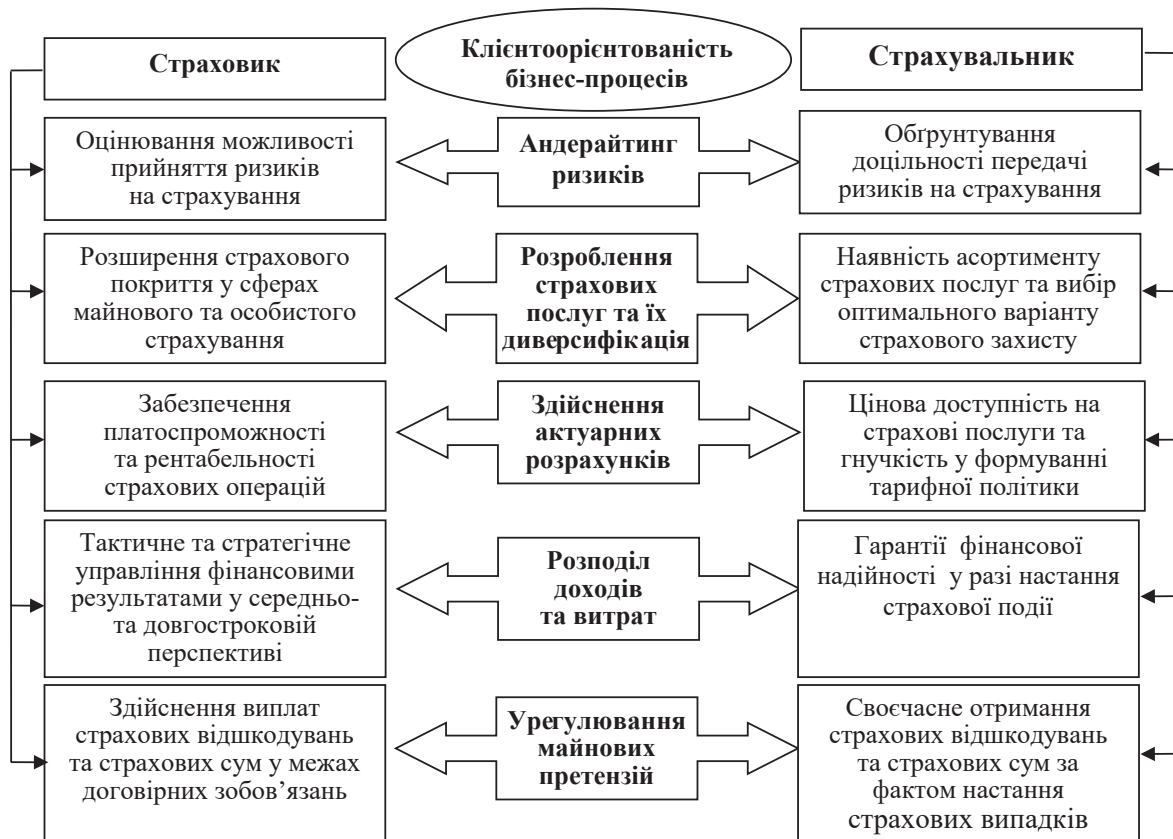 Страховик
Клієнтоорієнтованість
бізнес-процесів
Страхувальник
Оцінювання можливості
прийняття ризиків
на страхування
Андерайтинг
ризиків
Обґрунтування
доцільності передачі
ризиків на страхування
Розширення страхового
покриття у сферах
майнового та особистого
страхування
Розроблення
страхових
послуг та їх
диверсифікація
Наявність асортименту
страхових послуг та вибір
оптимального варіанту
страхового захисту
Забезпечення
платоспроможності
та рентабельності
страхових операцій
Здійснення
актуарних
розрахунків
Цінова доступність на
страхові послуги та
гнучкість у формуванні
тарифної політики
Тактичне та стратегічне
управління фінансовими
результатами у середньо-
та довгостроковій
перспективі
Розподіл
доходів
та витрат
Гарантії фінансової
надійності у разі настання
страхової події
Здійснення виплат
страхових відшкодувань
та страхових сум у межах
договірних зобов’язань
Урегулювання
майнових
претензій
Своєчасне отримання
страхових відшкодувань
та страхових сум за
фактом настання
страхових випадків